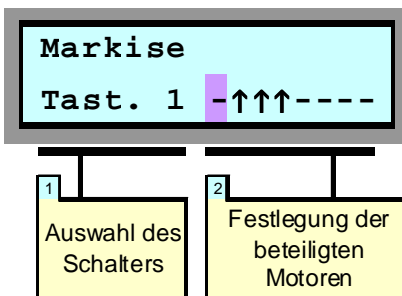 Markise
Tast. 1 -↑↑↑----
1
Auswahl des
Schalters
2
Festlegung der
beteiligten
Motoren